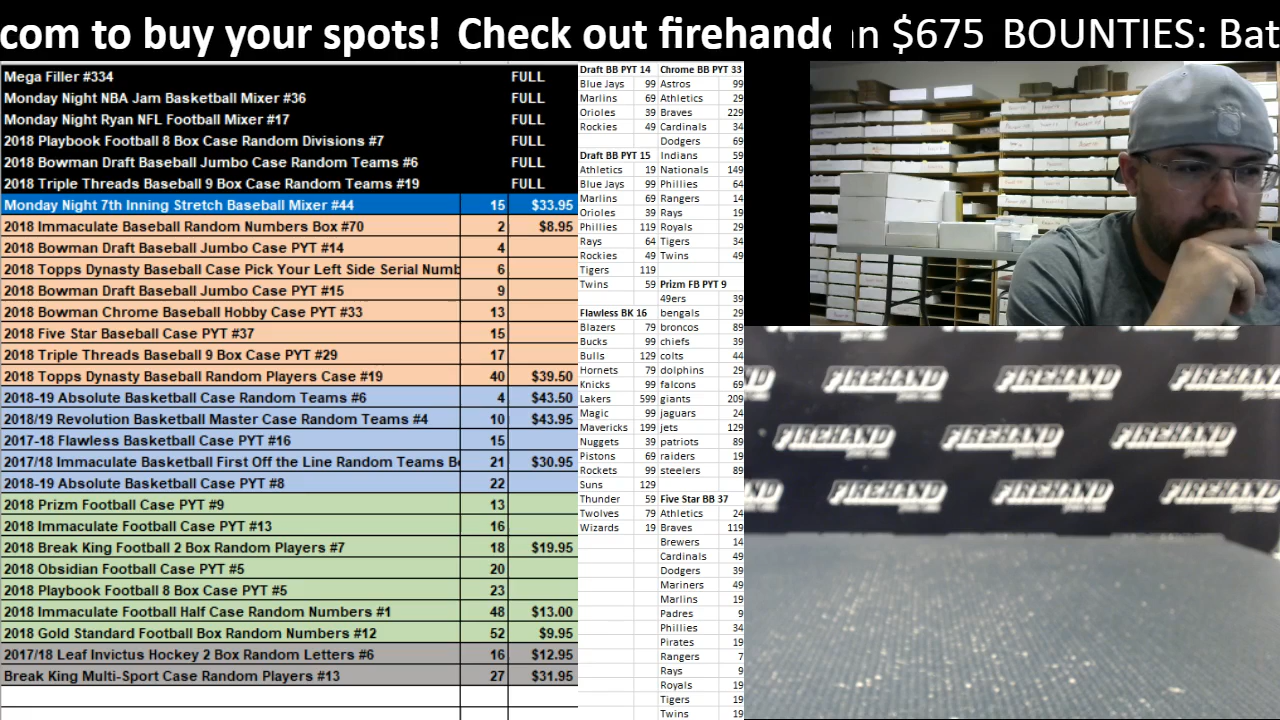 com to buy your spots! Check out firehand
in $675 BOUNTIES: Bat
Mega Filler #334 FULL
Monday Night NBA Jam Basketball Mixer #36 FULL
Monday Night Ryan NFL Football Mixer #17 FULL
2018 Playbook Football 8 Box Case Random Divisions #7 FULL
2018 Bowman Draft Baseball Jumbo Case Random Teams #6 FULL
2018 Triple Threads Baseball 9 Box Case Random Teams #19 FULL
Monday Night 7th Inning Stretch Baseball Mixer #44 15 $33.95
2018 Immaculate Baseball Random Numbers Box #70 2 $8.95
2018 Bowman Draft Baseball Jumbo Case PYT #14 4
2018 Topps Dynasty Baseball Case Pick Your Left Side Serial Numb 6
2018 Bowman Draft Baseball Jumbo Case PYT #15 9
2018 Bowman Chrome Baseball Hobby Case PYT #33 13
2018 Five Star Baseball Case PYT #37 15
2018 Triple Threads Baseball 9 Box Case PYT #29 17
2018 Topps Dynasty Baseball Random Players Case #19 40 $39.50
2018-19 Absolute Basketball Case Random Teams #6 4 $43.50
2018/19 Revolution Basketball Master Case Random Teams #4 10 $43.95
2017-18 Flawless Basketball Case PYT #16 15
2017/18 Immaculate Basketball First Off the Line Random Teams B 21 $30.95
2018-19 Absolute Basketball Case PYT #8 22
2018 Prizm Football Case PYT #9 13
2018 Immaculate Football Case PYT #13 16
2018 Break King Football 2 Box Random Players #7 18 $19.95
2018 Obsidian Football Case PYT #5 20
2018 Playbook Football 8 Box Case PYT #5 23
2018 Immaculate Football Half Case Random Numbers #1 48 $13.00
2018 Gold Standard Football Box Random Numbers #12 52 $9.95
2017/18 Leaf Invictus Hockey 2 Box Random Letters #6 16 $12.95
Break King Multi-Sport Case Random Players #13 27 $31.95
Draft BB PYT 14
Blue Jays 99
Marlins 69
Orioles 39
Rockies 49
Draft BB PYT 15
Athletics 19
Blue Jays 99
Marlins 69
Orioles 39
Phillies 119
Rays 64
Rockies 49
Tigers 119
Twins 59
Flawless BK 16
Blazers 79
Bucks 99
Bulls 129
Hornets 79
Knicks 99
Lakers 599
Magic 99
Mavericks 199
Nuggets 39
Pistons 69
Rockets 99
Suns 129
Thunder 59
Twolves 79
Wizards 19
Chrome BB PYT 33
Astros 99
Athletics 29
Braves 229
Cardinals 34
Dodgers 69
Indians 59
Nationals 149
Phillies 64
Rangers 14
Rays 19
Royals 29
Tigers 34
Twins 49
Prizm FB PYT 9
49ers 39
bengals 29
broncos 89
chiefs 39
colts 44
dolphins 29
falcons 69
giants 209
jaguars 24
jets 129
patriots 89
raiders 19
steelers 89
Five Star BB 37
Athletics 24
Braves 119
Brewers 14
Cardinals 49
Dodgers 39
Mariners 49
Marlins 19
Padres 9
Phillies 34
Pirates 19
Rangers 7
Rays 9
Royals 19
Tigers 19
Twins 19
FIREHAND FIREHAND FIREHAND
FIREHAND FIREHAND FIREHAND
FIREHAND FIREHAND